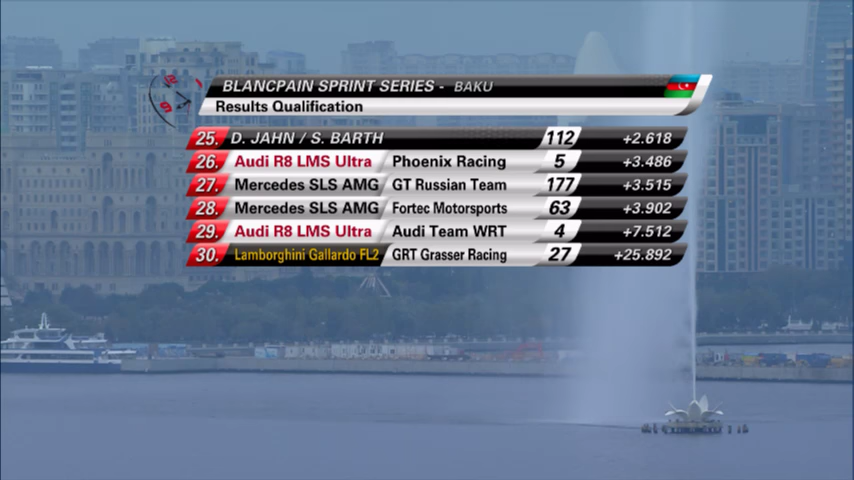 BLANCPAIN SPRINT SERIES - BAKU
Results Qualification
25. D. JAHN / S. BARTH 112 +2.618
26. Audi R8 LMS Ultra Phoenix Racing 5 +3.486
27. Mercedes SLS AMG GT Russian Team 177 +3.515
28. Mercedes SLS AMG Fortec Motorsports 63 +3.902
29. Audi R8 LMS Ultra Audi Team WRT 4 +7.512
30. Lamborghini Gallardo FL2 GRT Grasser Racing 27 +25.892